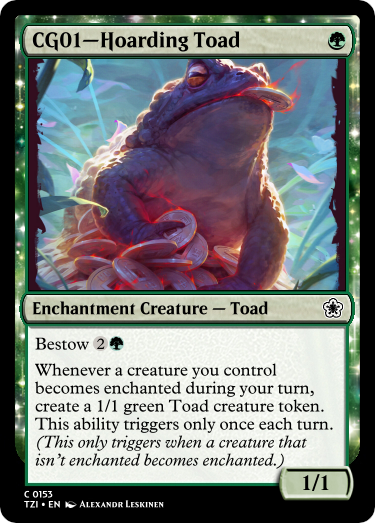 CG01—Hoarding Toad
Enchantment Creature — Toad
Bestow 2
Whenever a creature you control
becomes enchanted during your turn,
create a 1/1 green Toad creature token.
This ability triggers only once each turn.
(This only triggers when a creature that
isn't enchanted becomes enchanted.)
1/1
C 0153
TZI • EN Alexandr Leskinen